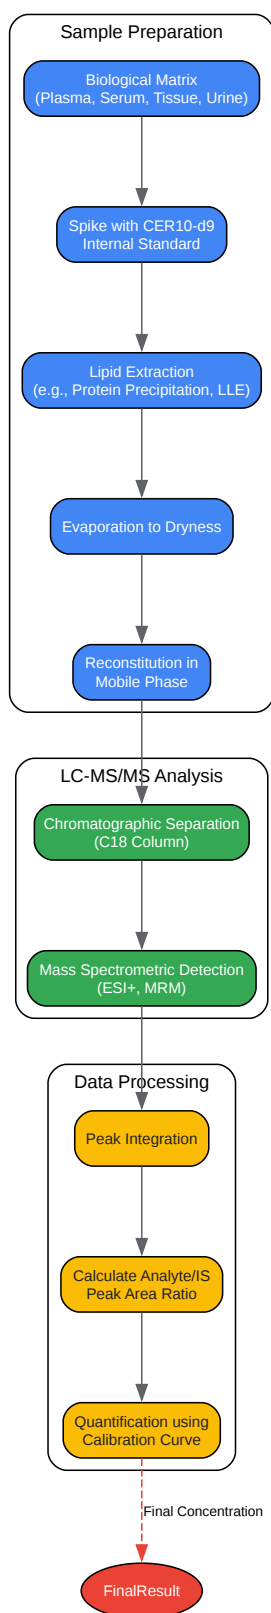 Sample Preparation
Biological Matrix
(Plasma, Serum, Tissue, Urine)
Spike with CER10-d9
Internal Standard
Lipid Extraction
(e.g., Protein Precipitation, LLE)
Evaporation to Dryness
Reconstitution in
Mobile Phase
LC-MS/MS Analysis
Chromatographic Separation
(C18 Column)
Mass Spectrometric Detection
(ESI+, MRM)
Data Processing
Peak Integration
Calculate Analyte/IS
Peak Area Ratio
Quantification using
Calibration Curve
Final Concentration
FinalResult